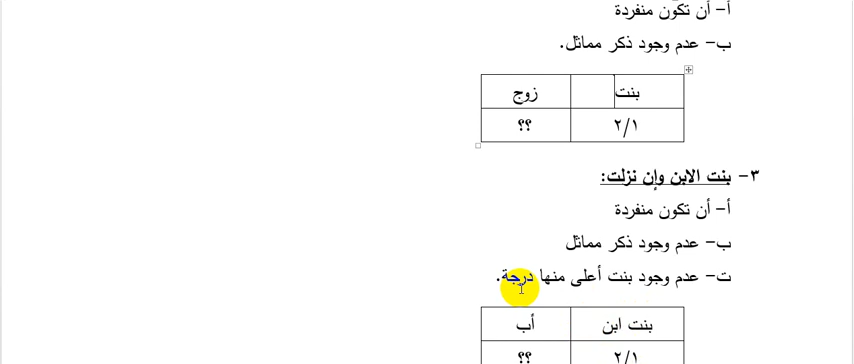 أ- أن تكون منفردة
ب- عدم وجود ذكر مماثل.
بنت زوج
٢/١ ؟؟
٣- بنت الابن وإن نزلت:
أ- أن تكون منفردة
ب- عدم وجود ذكر مماثل
ت- عدم وجود بنت أعلى منها درجة.
بنت ابن أب
٢/١ ؟؟